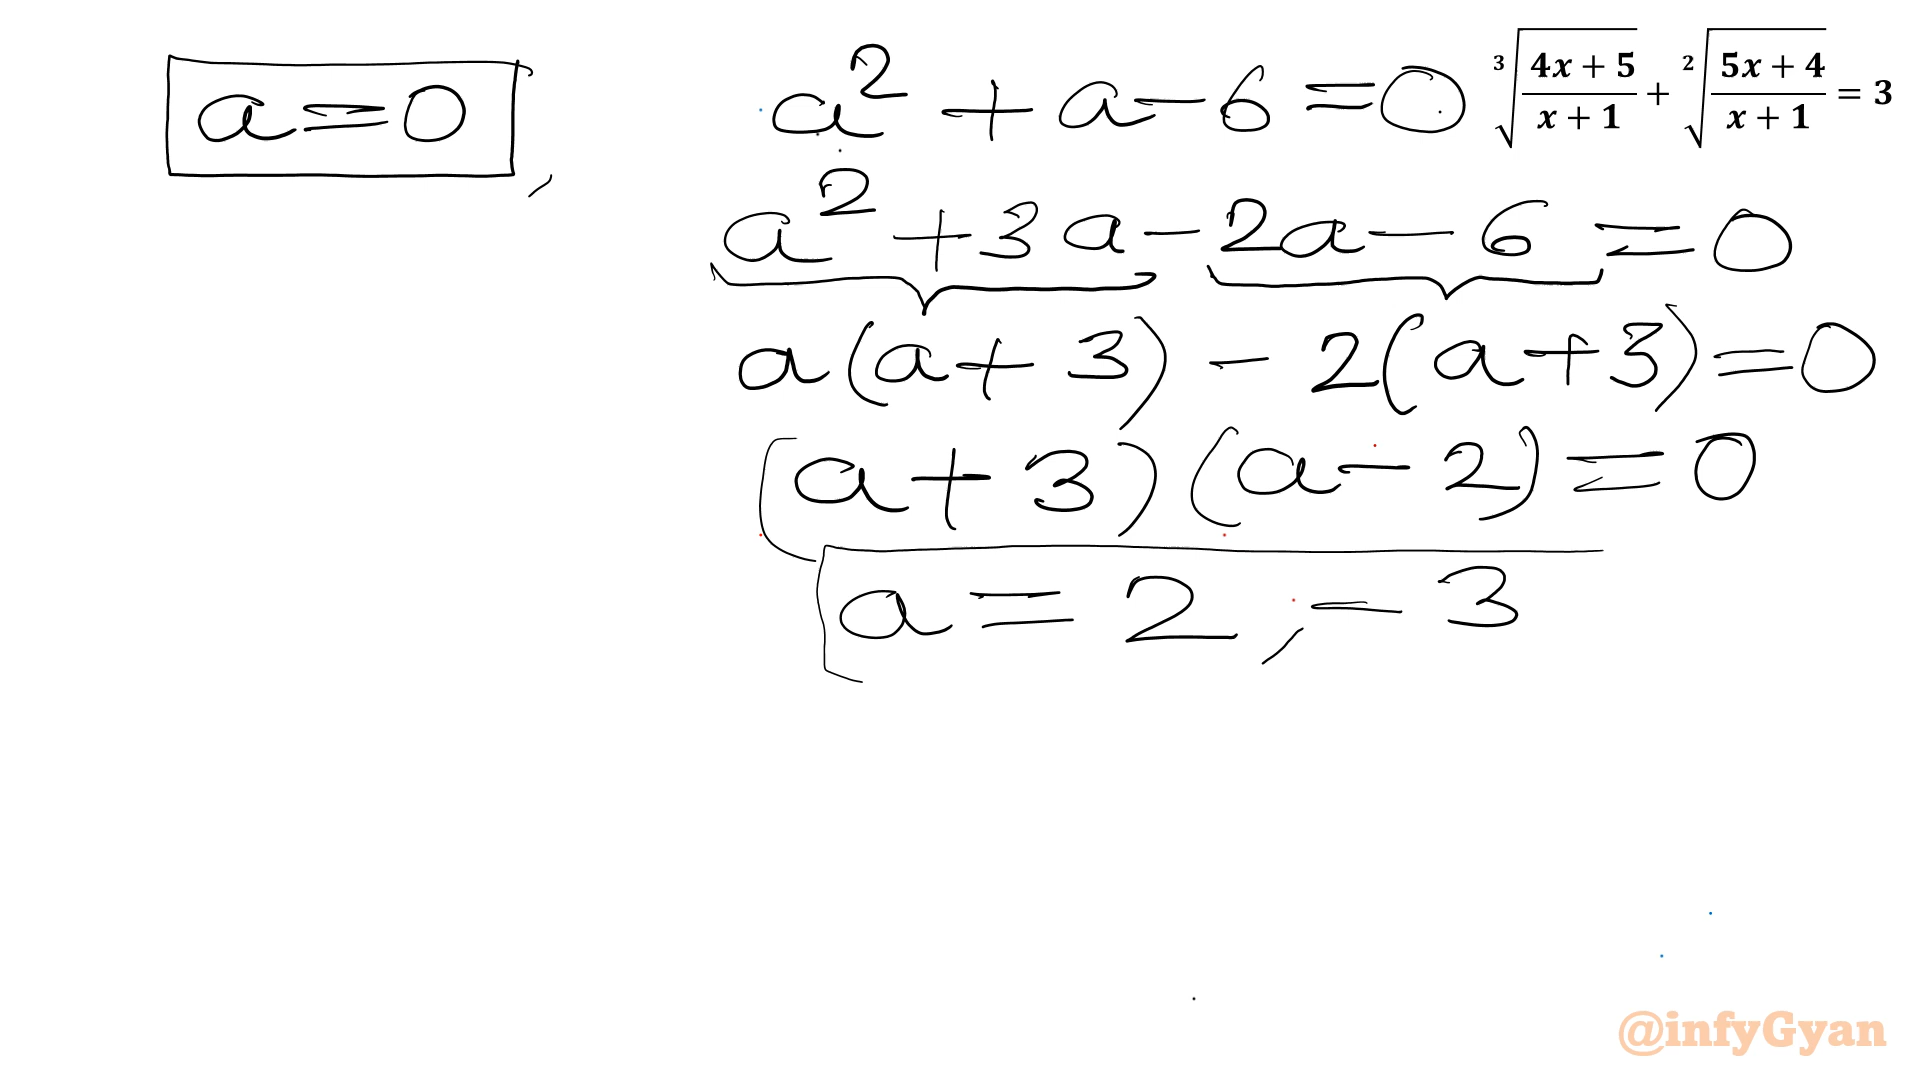 a = 0 ,
a² + a - 6 = 0
∛((4x + 5)/(x + 1)) + ²√((5x + 4)/(x + 1)) = 3
a² + 3a - 2a - 6 = 0
a(a + 3) - 2(a + 3) = 0
(a + 3)(a - 2) = 0
a = 2 , - 3
@infyGyan